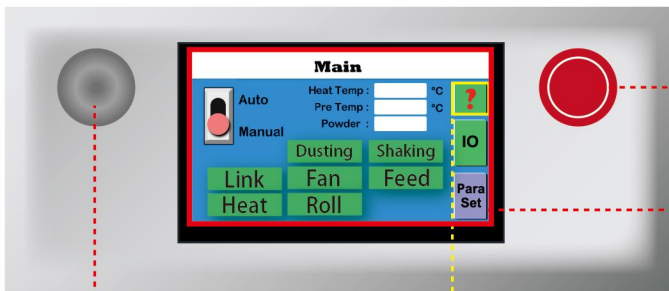 Main
Auto
Manual
Heat Temp : °C
Pre Temp : °C
Powder :
?
IO
Para
Set
Dusting Shaking
Link Fan Feed
Heat Roll